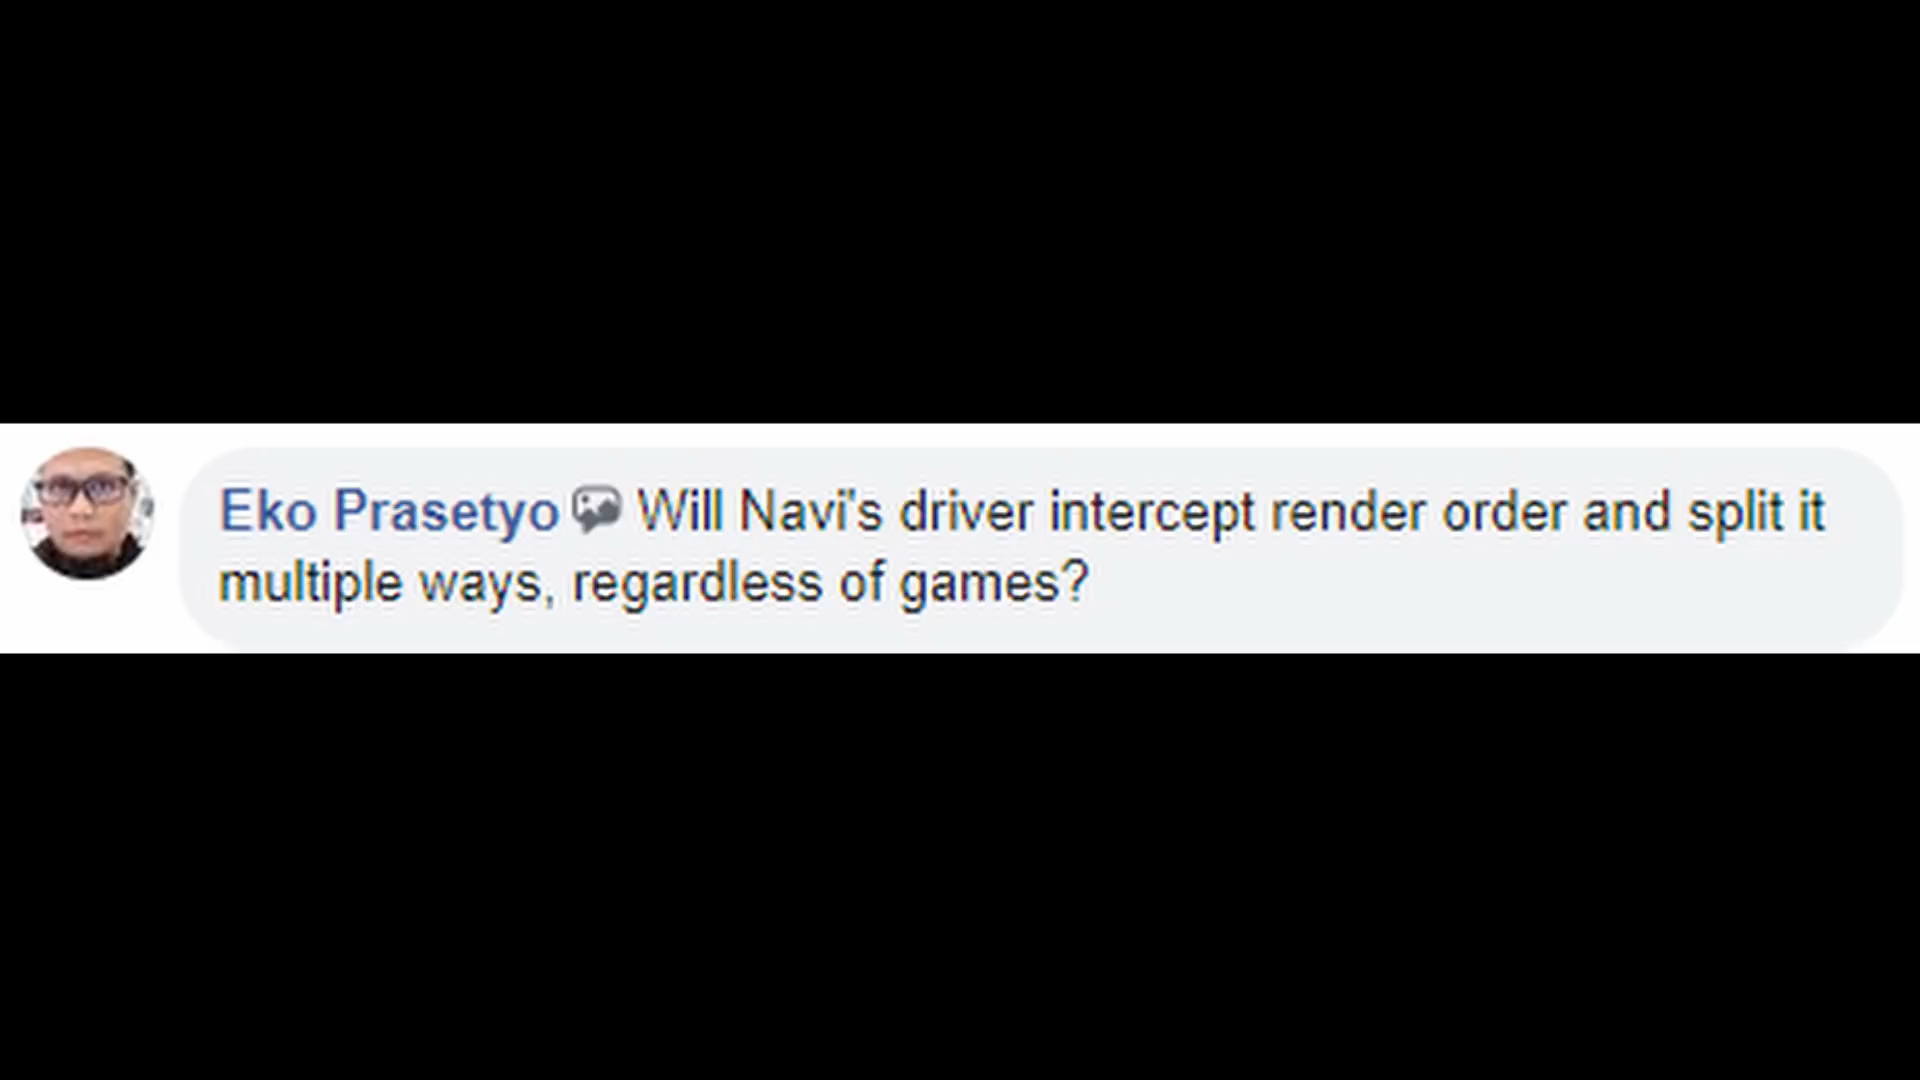 Eko Prasetyo Will Navi's driver intercept render order and split it
multiple ways, regardless of games?